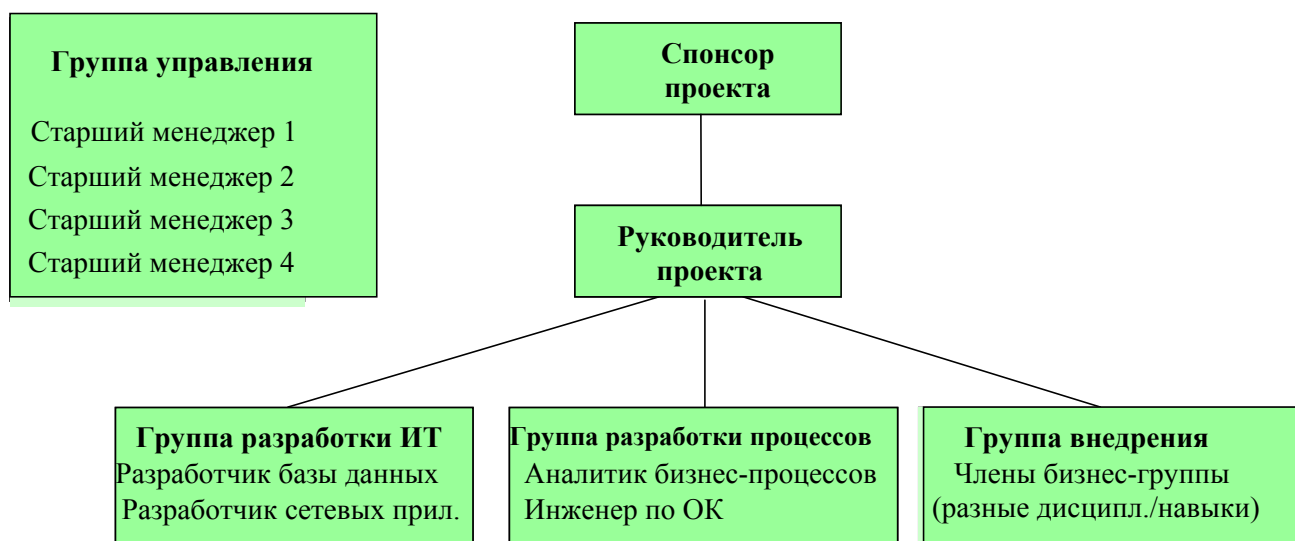 Группа управления
Старший менеджер 1
Старший менеджер 2
Старший менеджер 3
Старший менеджер 4
Спонсор
проекта
Руководитель
проекта
Группа разработки ИТ
Разработчик базы данных
Разработчик сетевых прил.
Группа разработки процессов
Аналитик бизнес-процессов
Инженер по ОК
Группа внедрения
Члены бизнес-группы
(разные дисципл./навыки)